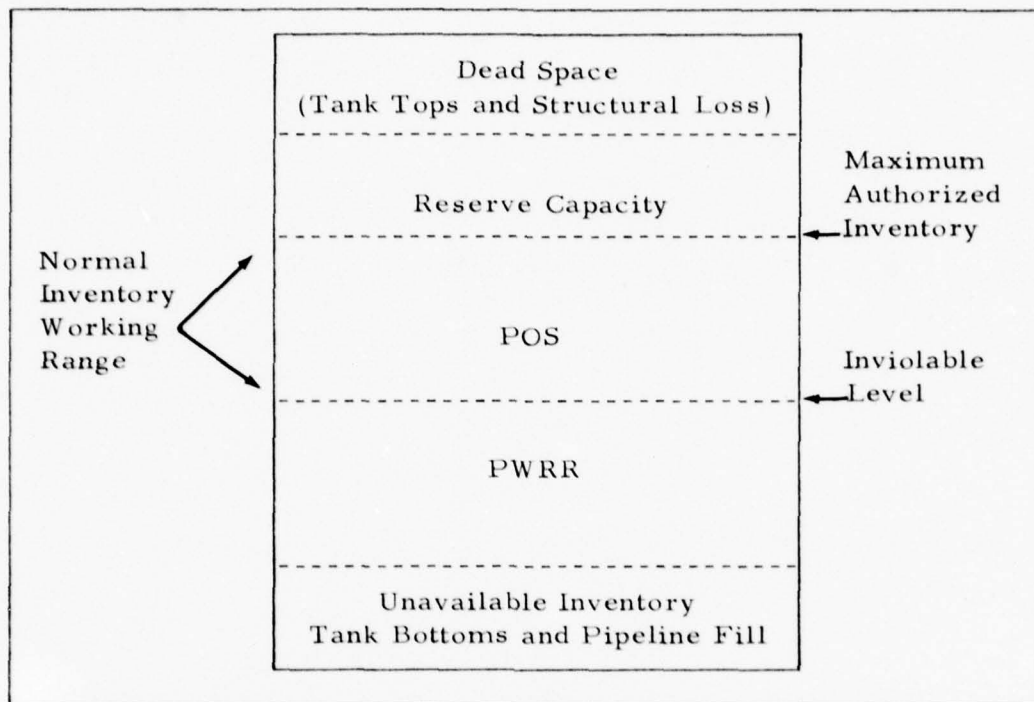 Dead Space
(Tank Tops and Structural Loss)
Reserve Capacity
Maximum
Authorized
Inventory
Normal
Inventory
Working
Range
POS
Inviolable
Level
PWRR
Unavailable Inventory
Tank Bottoms and Pipeline Fill